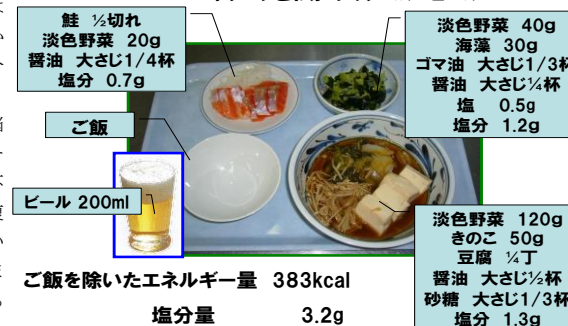 鮭 ½切れ
淡色野菜 20g
醤油 大さじ1/4杯
塩分 0.7g
淡色野菜 40g
海藻 30g
ゴマ油 大さじ1/3杯
醤油 大さじ¼杯
塩 0.5g
塩分 1.2g
ご飯
ビール 200ml
淡色野菜 120g
きのこ 50g
豆腐 ¼丁
醤油 大さじ½杯
砂糖 大さじ1/3杯
塩分 1.3g
ご飯を除いたエネルギー量 383kcal
塩分量 3.2g